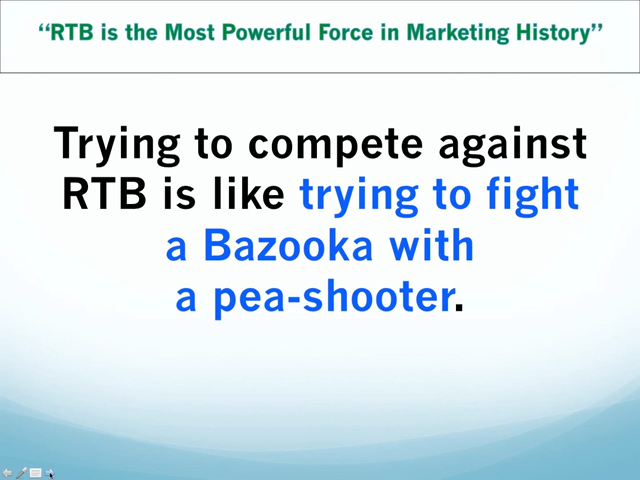 “RTB is the Most Powerful Force in Marketing History”
Trying to compete against
RTB is like trying to fight
a Bazooka with
a pea-shooter.